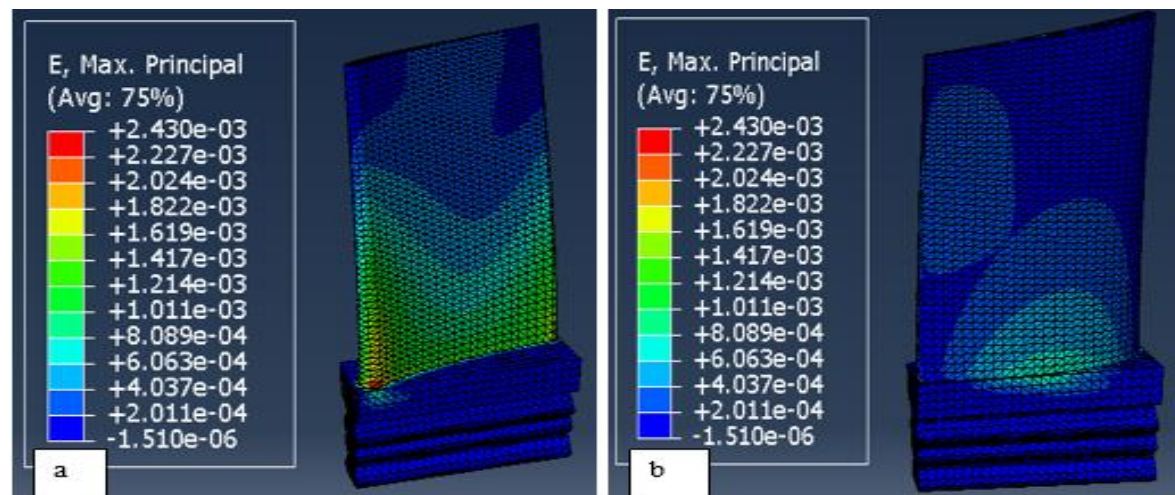 E, Max. Principal
(Avg: 75%)
+2.430e-03
+2.227e-03
+2.024e-03
+1.822e-03
+1.619e-03
+1.417e-03
+1.214e-03
+1.011e-03
+8.089e-04
+6.063e-04
+4.037e-04
+2.011e-04
-1.510e-06
a
E, Max. Principal
(Avg: 75%)
+2.430e-03
+2.227e-03
+2.024e-03
+1.822e-03
+1.619e-03
+1.417e-03
+1.214e-03
+1.011e-03
+8.089e-04
+6.063e-04
+4.037e-04
+2.011e-04
-1.510e-06
b